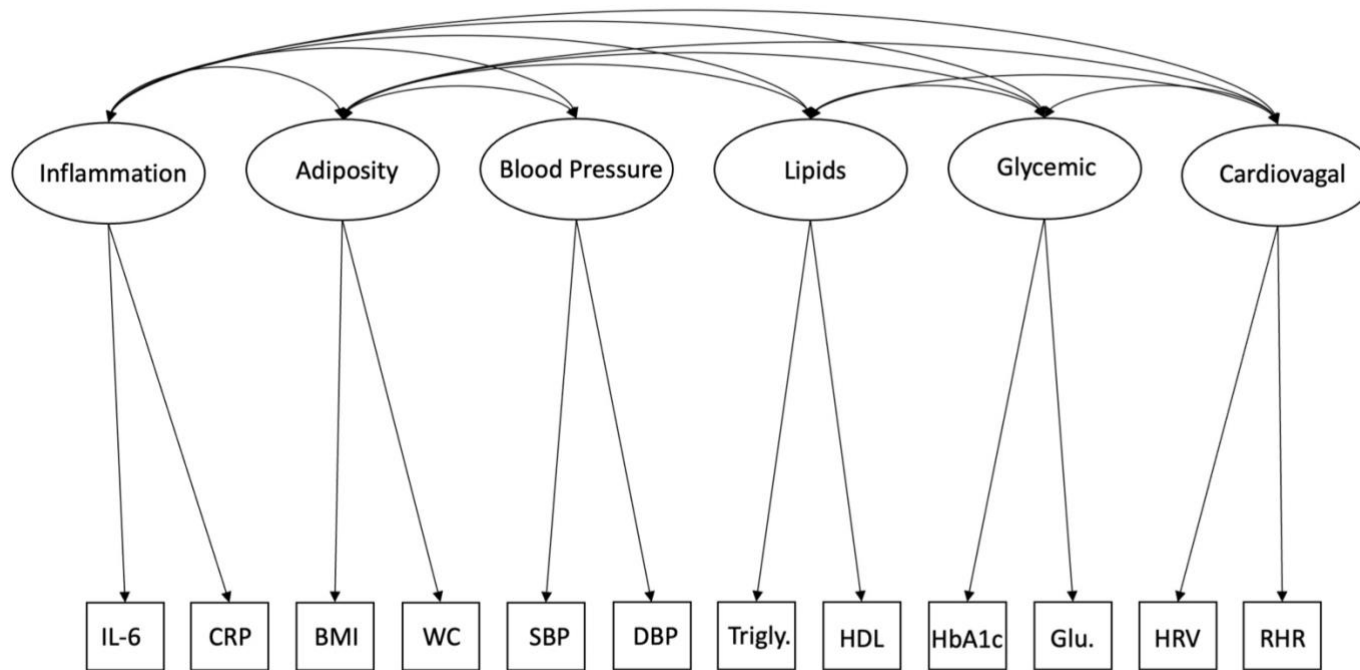 Inflammation
Adiposity
Blood Pressure
Lipids
Glycemic
Cardiovagal
IL-6
CRP
BMI
WC
SBP
DBP
Trigly.
HDL
HbA1c
Glu.
HRV
RHR